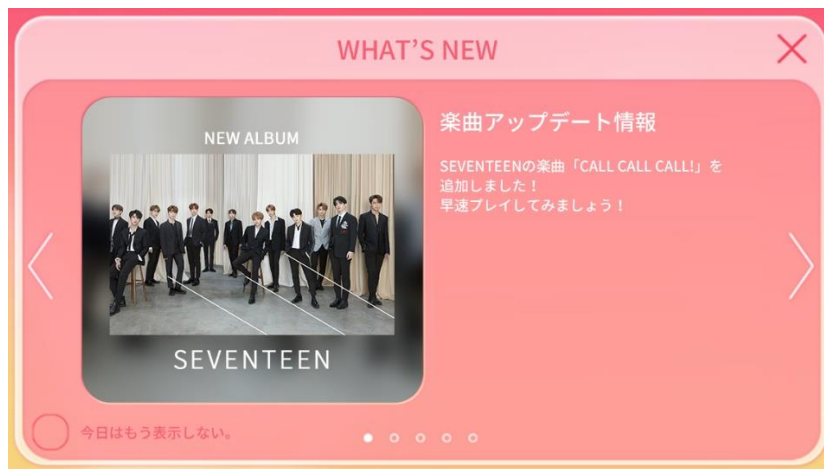 WHAT'S NEW
NEW ALBUM
SEVENTEEN
楽曲アップデート情報
SEVENTEENの楽曲「CALL CALL CALL!」を
追加しました！
早速プレイしてみましょう！
今日はもう表示しない。